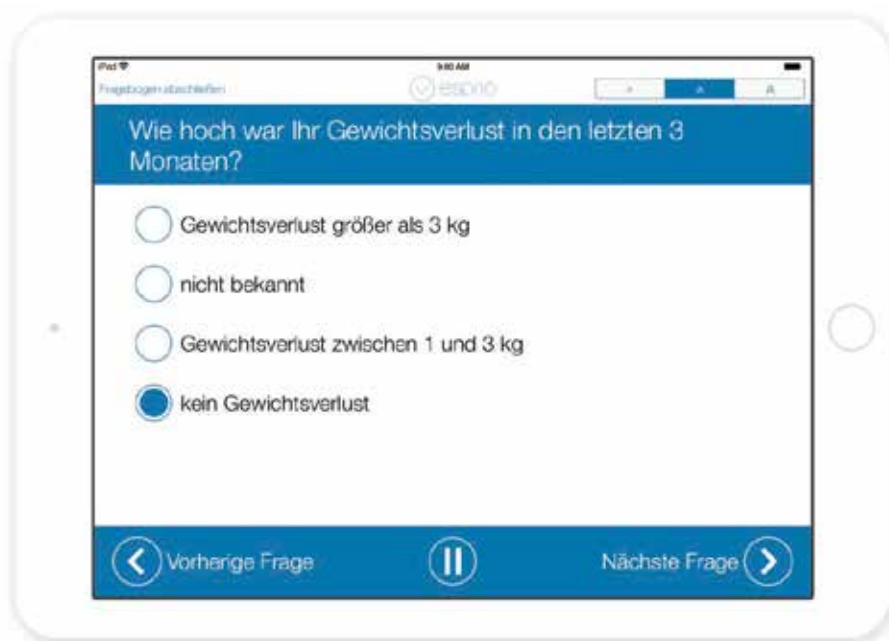 iPad
9:00 AM
Fragebogen abschließen
esprio
A
A
A
Wie hoch war Ihr Gewichtsverlust in den letzten 3
Monaten?
Gewichtsverlust größer als 3 kg
nicht bekannt
Gewichtsverlust zwischen 1 und 3 kg
kein Gewichtsverlust
Vorherige Frage
Nächste Frage